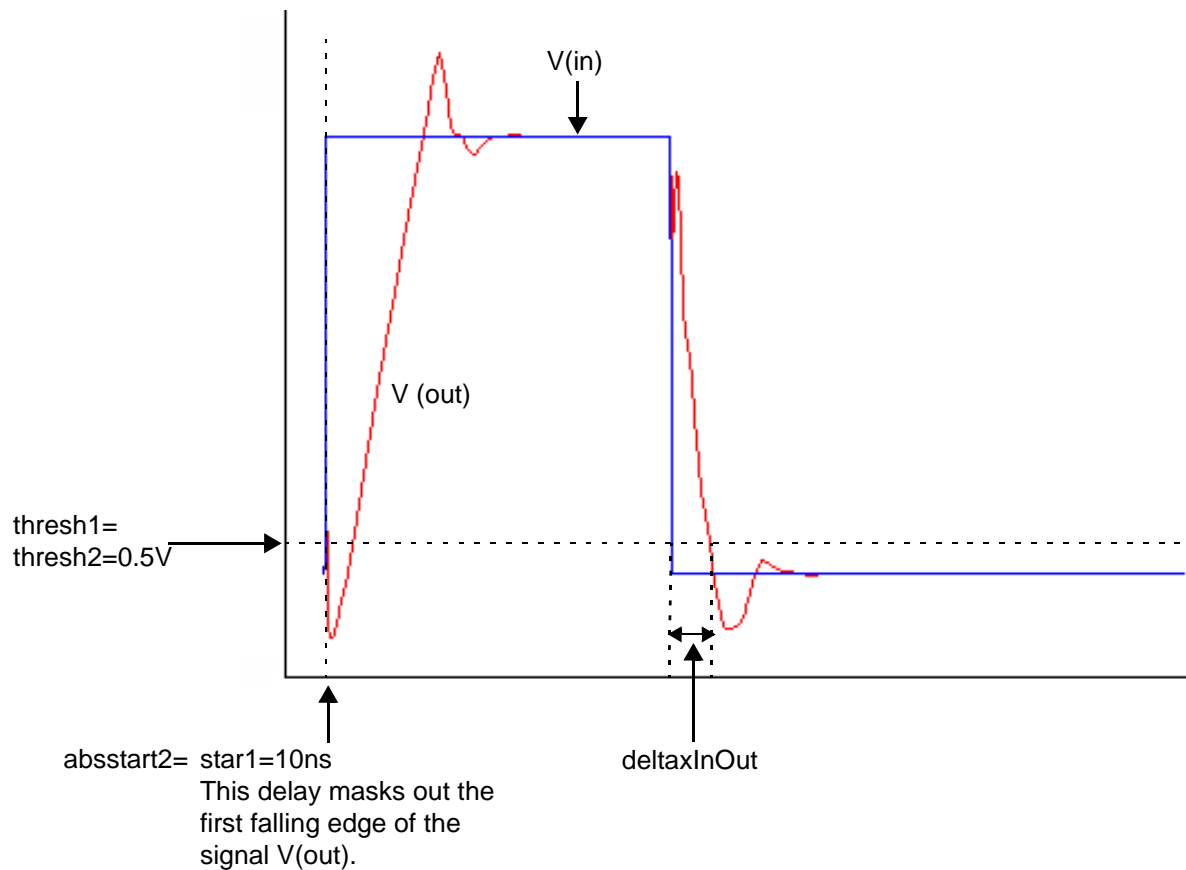 V(in)
V (out)
thresh1=
thresh2=0.5V
absstart2= star1=10ns
This delay masks out the
first falling edge of the
signal V(out).
deltaxInOut